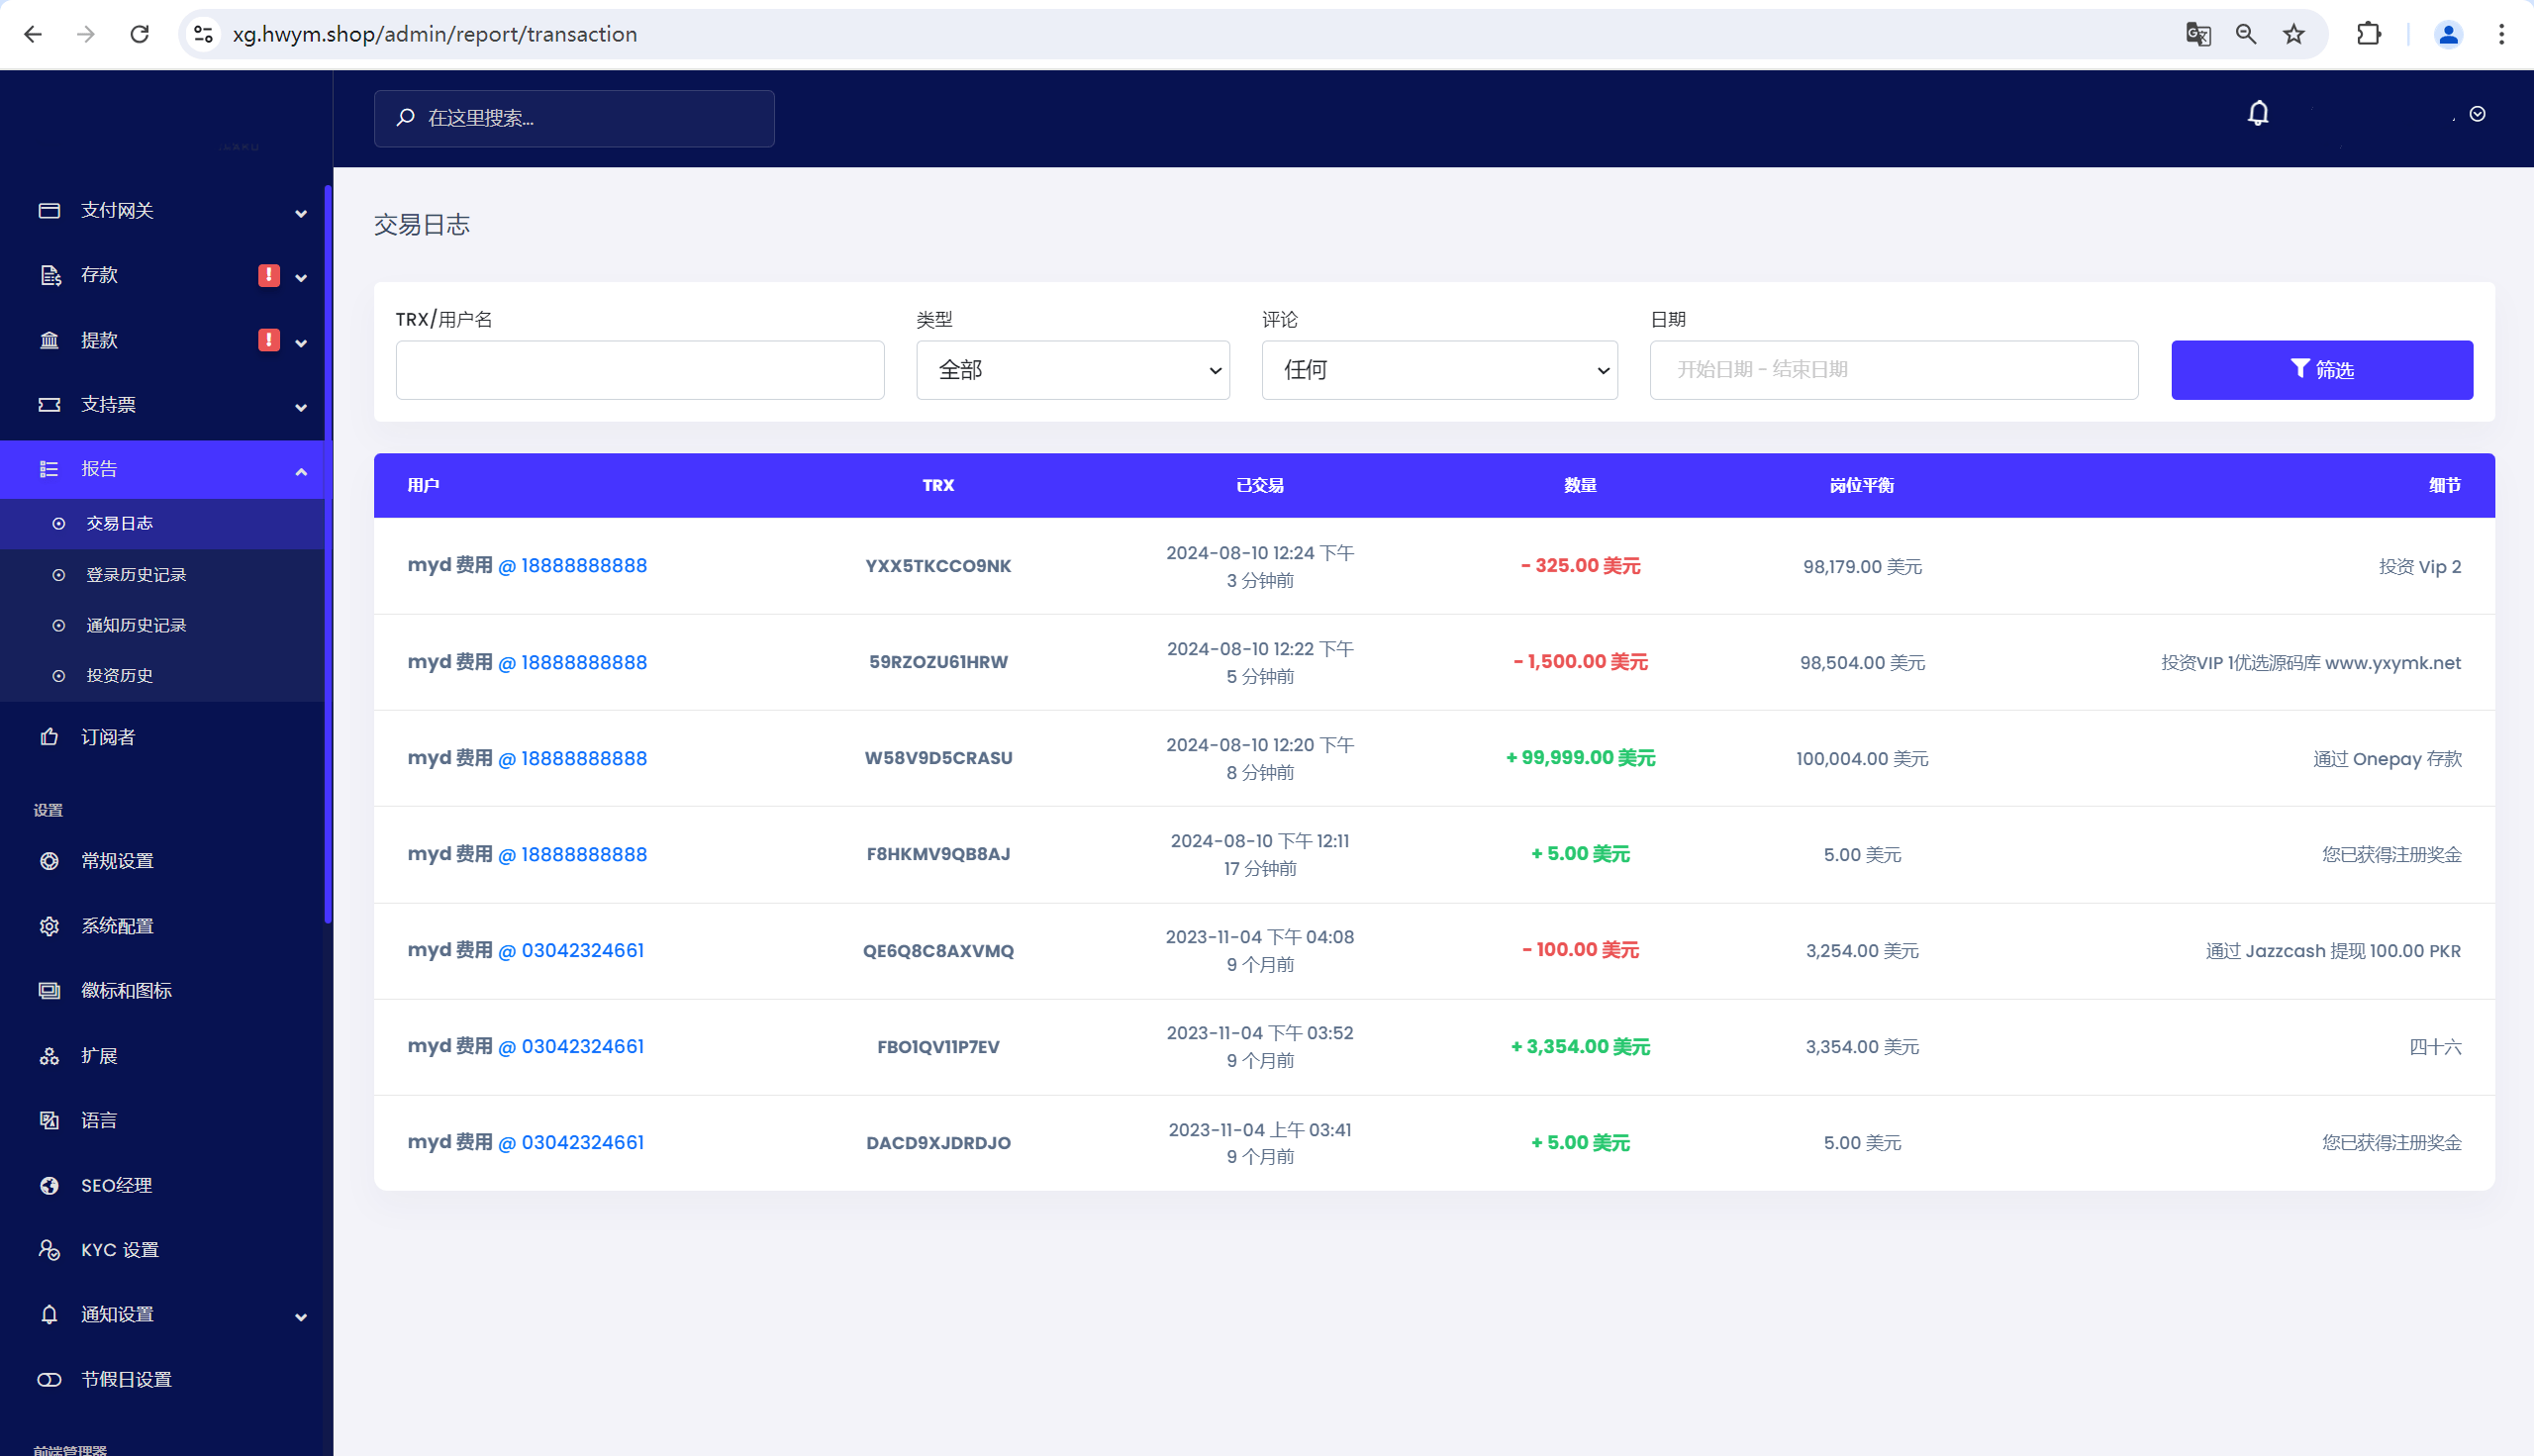 xg.hwym.shop/admin/report/transaction
在这里搜索...
支付网关
存款
提款
支持票
报告
交易日志
登录历史记录
通知历史记录
投资历史
订阅者
设置
常规设置
系统配置
徽标和图标
扩展
语言
SEO经理
KYC 设置
通知设置
节假日设置
前端管理器
交易日志
TRX/用户名 类型 评论 日期
全部 任何 开始日期 - 结束日期 筛选
用户 TRX 已交易 数量 岗位平衡 细节
myd 费用 @ 18888888888 YXX5TKCCO9NK 2024-08-10 12:24 下午 - 325.00 美元 98,179.00 美元 投资 Vip 2
3 分钟前
myd 费用 @ 18888888888 59RZOZU61HRW 2024-08-10 12:22 下午 - 1,500.00 美元 98,504.00 美元 投资VIP 1优选源码库 www.yxymk.net
5 分钟前
myd 费用 @ 18888888888 W58V9D5CRASU 2024-08-10 12:20 下午 + 99,999.00 美元 100,004.00 美元 通过 Onepay 存款
8 分钟前
myd 费用 @ 18888888888 F8HKMV9QB8AJ 2024-08-10 下午 12:11 + 5.00 美元 5.00 美元 您已获得注册奖金
17 分钟前
myd 费用 @ 03042324661 QE6Q8C8AXVMQ 2023-11-04 下午 04:08 - 100.00 美元 3,254.00 美元 通过 Jazzcash 提现 100.00 PKR
9 个月前
myd 费用 @ 03042324661 FBO1QV11P7EV 2023-11-04 下午 03:52 + 3,354.00 美元 3,354.00 美元 四十六
9 个月前
myd 费用 @ 03042324661 DACD9XJDRDJO 2023-11-04 上午 03:41 + 5.00 美元 5.00 美元 您已获得注册奖金
9 个月前